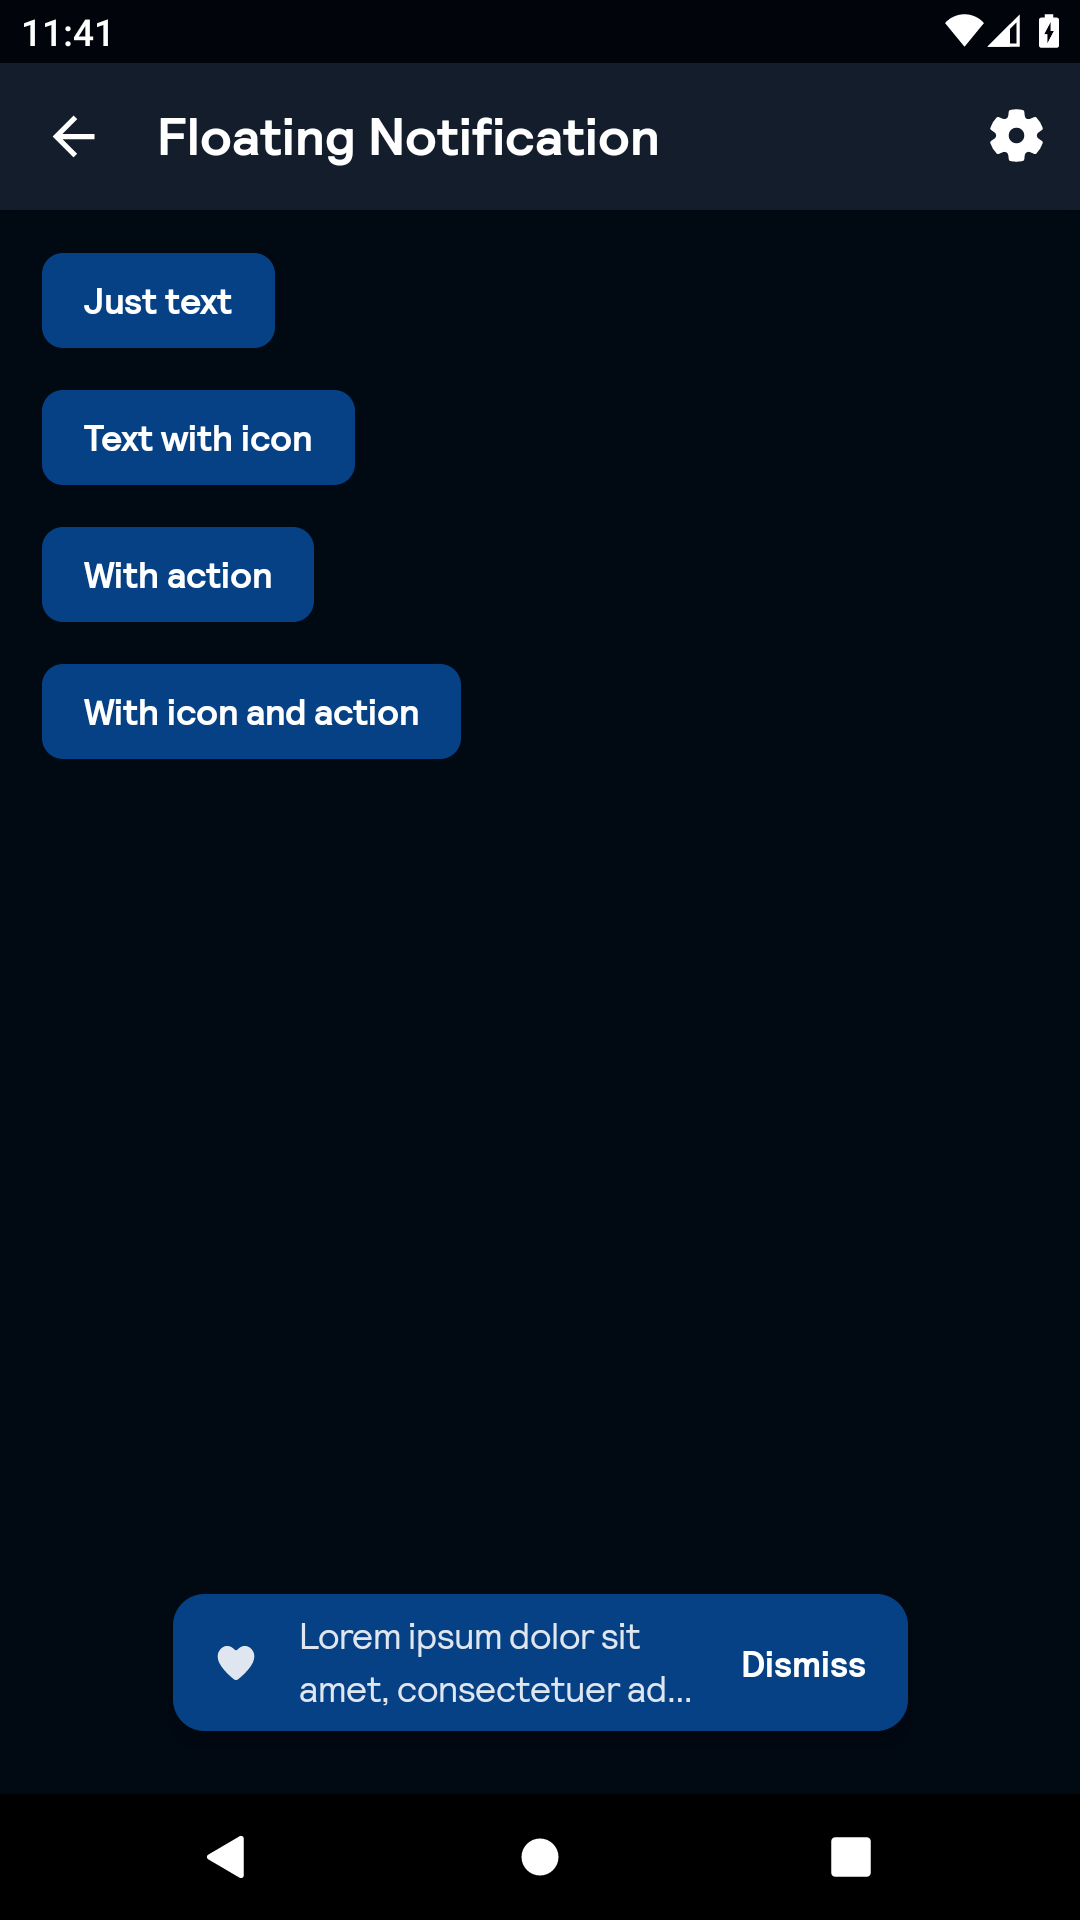 11:41
Floating Notification
Just text
Text with icon
With action
With icon and action
Lorem ipsum dolor sit
amet, consectetuer ad...
Dismiss